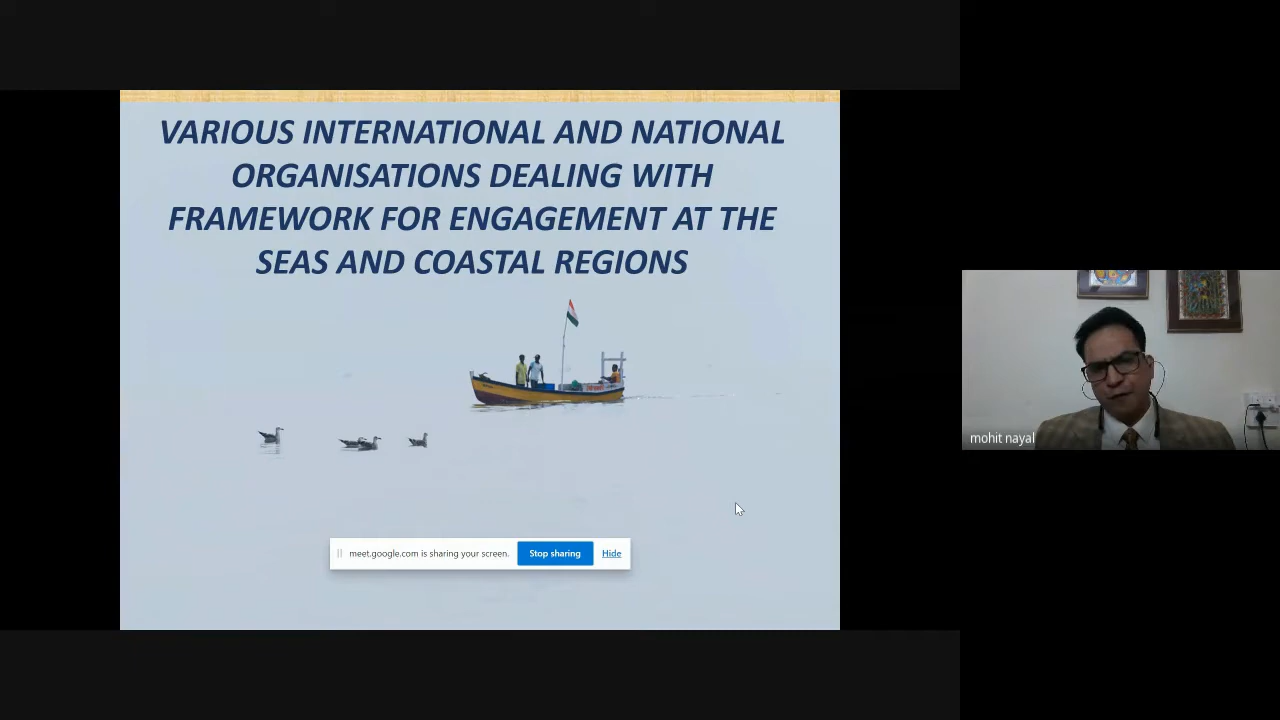 VARIOUS INTERNATIONAL AND NATIONAL
ORGANISATIONS DEALING WITH
FRAMEWORK FOR ENGAGEMENT AT THE
SEAS AND COASTAL REGIONS
mohit nayal
meet.google.com is sharing your screen.
Stop sharing
Hide